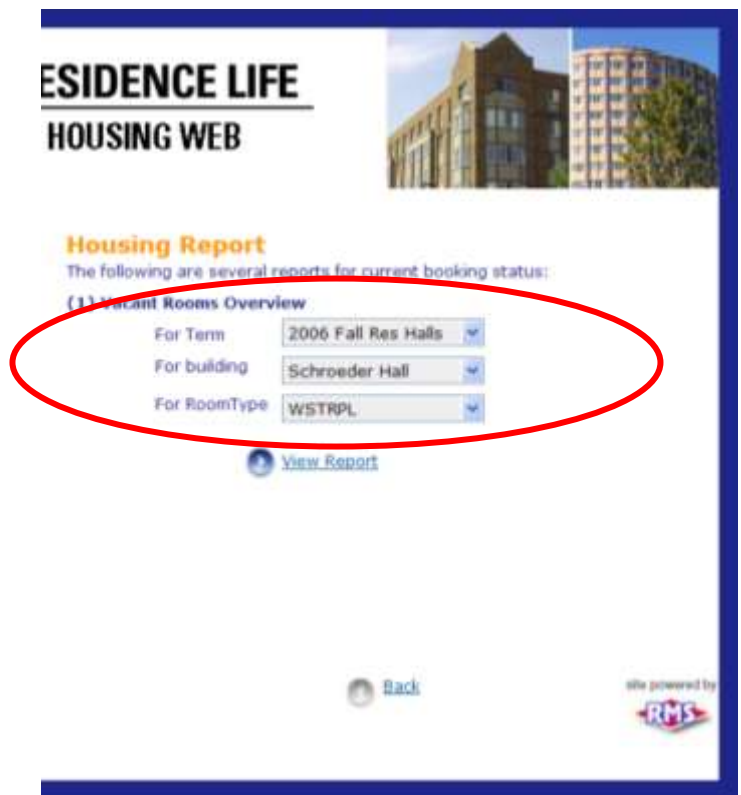 ESIDENCE LIFE
HOUSING WEB
Housing Report
The following are several reports for current booking status:
(1) Vacant Rooms Overview
For Term 2006 Fall Res Halls
For building Schroeder Hall
For RoomType WSTRPL
View Report
Back
site powered by
RMS